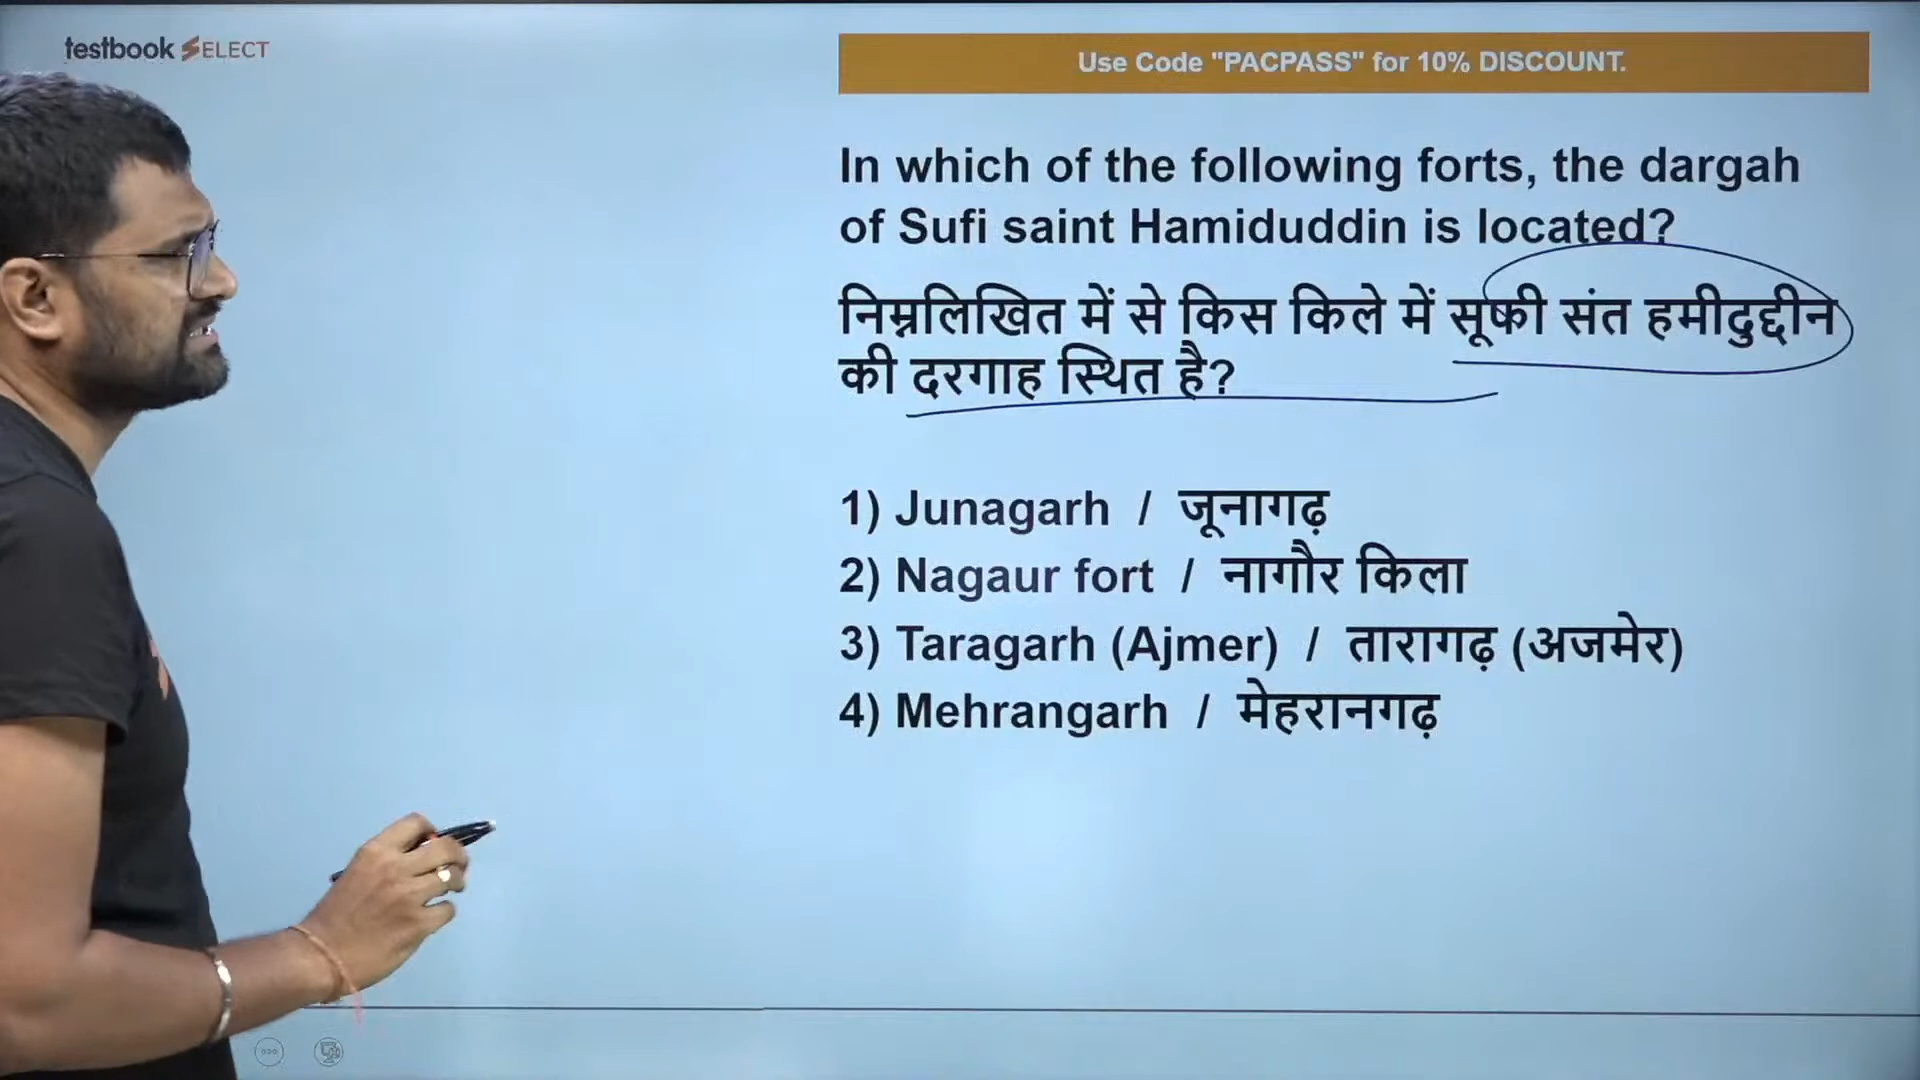 testbook SELECT
Use Code "PACPASS" for 10% DISCOUNT.
In which of the following forts, the dargah
of Sufi saint Hamiduddin is located?
निम्नलिखित में से किस किले में सूफी संत हमीदुद्दीन
की दरगाह स्थित है?
1) Junagarh / जूनागढ़
2) Nagaur fort / नागौर किला
3) Taragarh (Ajmer) / तारागढ़ (अजमेर)
4) Mehrangarh / मेहरानगढ़